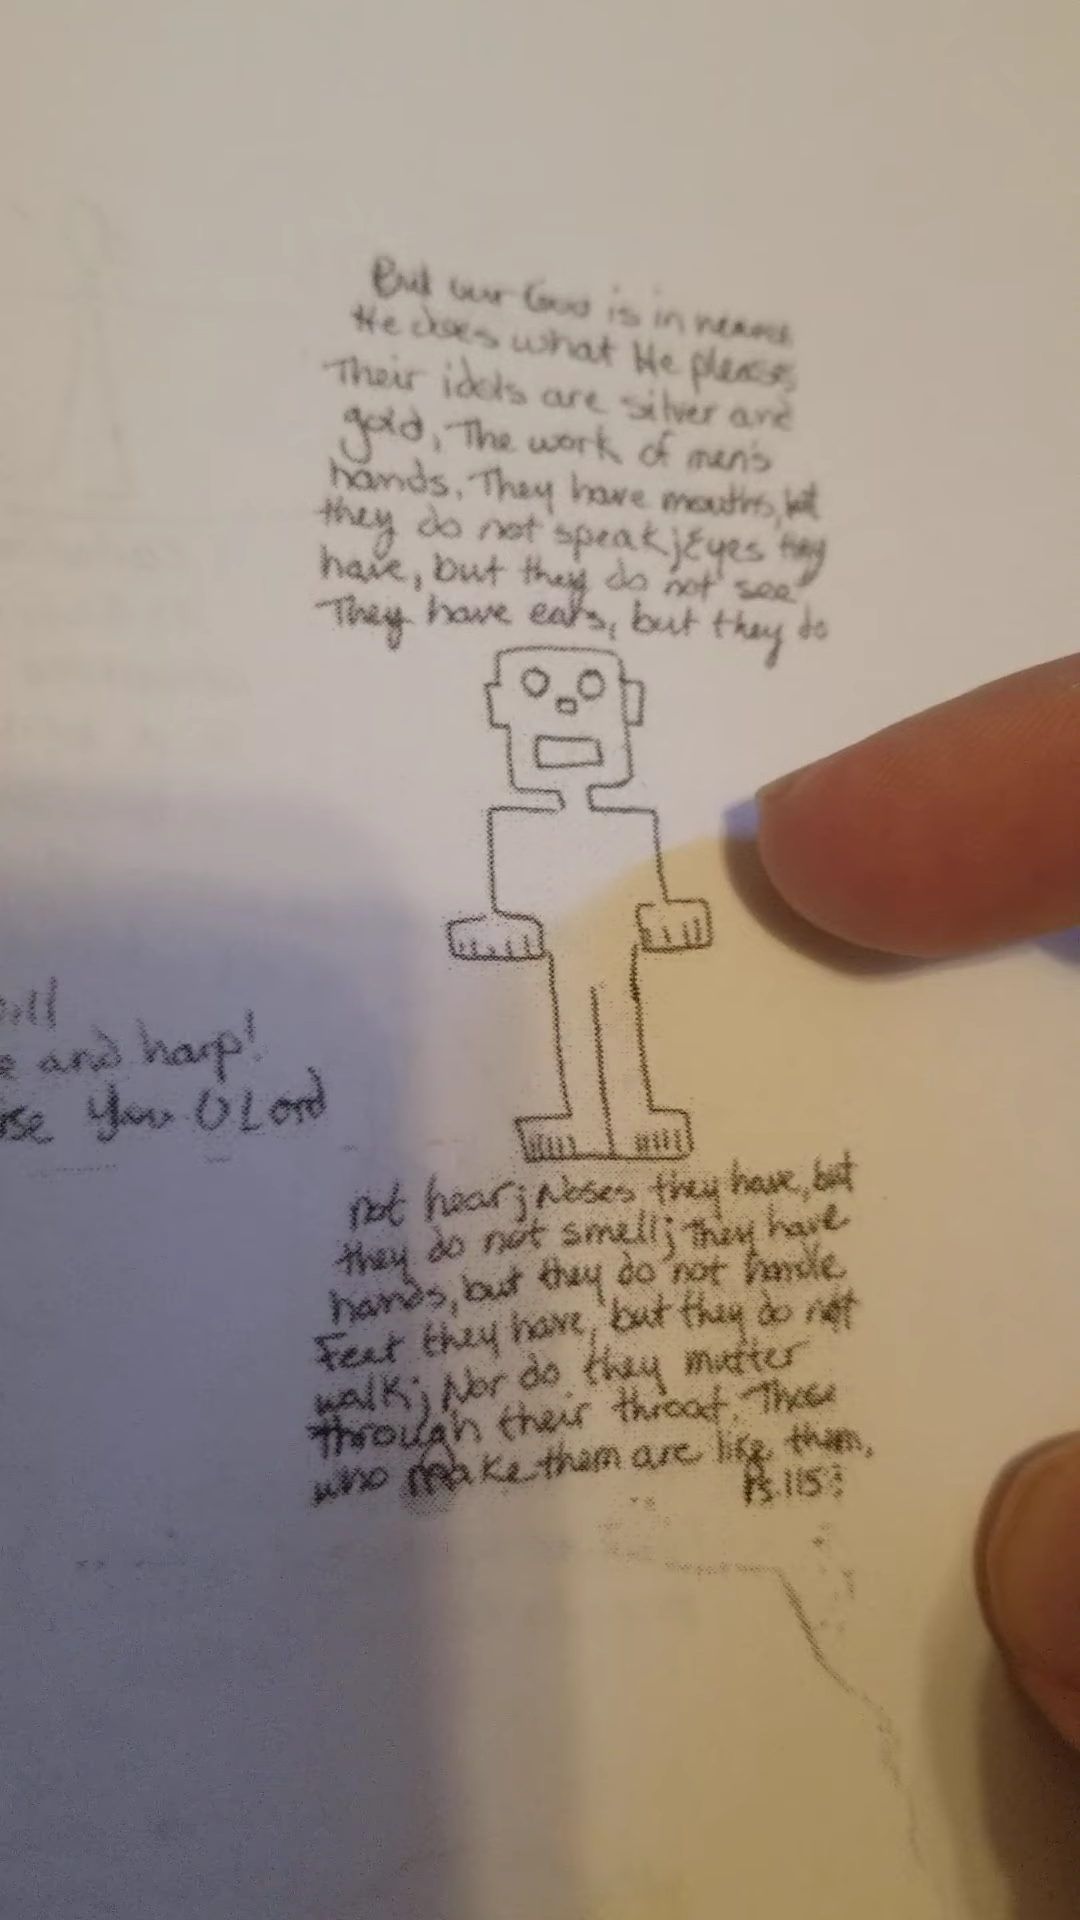 But our God is in heaven
He does what He pleases
Their idols are silver and
gold, The work of men's
hands. They have mouths, but
they do not speak; Eyes they
have, but they do not see
They have ears, but they do
and harp!
You O Lord
not hear; Noses they have, but
they do not smell; they have
hands, but they do not handle
Feet they have, but they do not
walk; Nor do they mutter
through their throat. Those
who make them are like them,
Ps. 115: